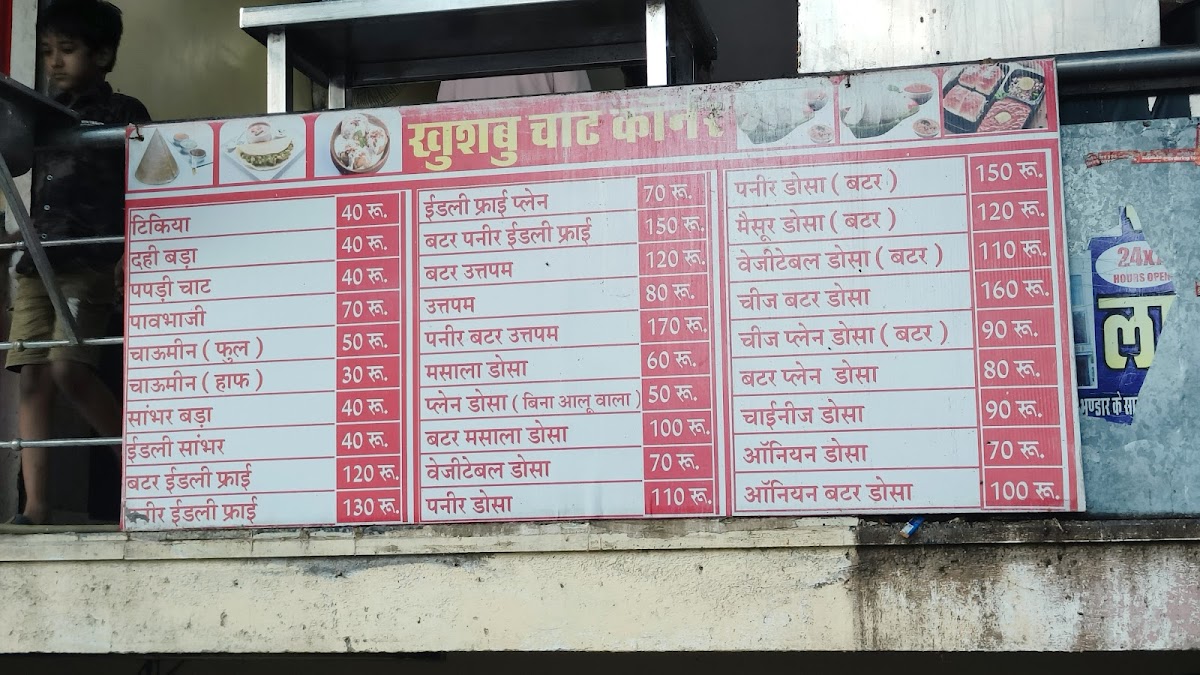 खुशबु चाट कॉर्नर
टिकिया 40 रू.
दही बड़ा 40 रू.
पपड़ी चाट 40 रू.
पावभाजी 70 रू.
चाऊमीन ( फुल ) 50 रू.
चाऊमीन ( हाफ ) 30 रू.
सांभर बड़ा 40 रू.
ईडली सांभर 40 रू.
बटर ईडली फ्राई 120 रू.
पनीर ईडली फ्राई 130 रू.
ईडली फ्राई प्लेन 70 रू.
बटर पनीर ईडली फ्राई 150 रू.
बटर उत्तपम 120 रू.
उत्तपम 80 रू.
पनीर बटर उत्तपम 170 रू.
मसाला डोसा 60 रू.
प्लेन डोसा ( बिना आलू वाला ) 50 रू.
बटर मसाला डोसा 100 रू.
वेजीटेबल डोसा 70 रू.
पनीर डोसा 110 रू.
पनीर डोसा ( बटर ) 150 रू.
मैसूर डोसा ( बटर ) 120 रू.
वेजीटेबल डोसा ( बटर ) 110 रू.
चीज बटर डोसा 160 रू.
चीज प्लेन डोसा ( बटर ) 90 रू.
बटर प्लेन डोसा 80 रू.
चाईनीज डोसा 90 रू.
ऑनियन डोसा 70 रू.
ऑनियन बटर डोसा 100 रू.
HOURS OPEN
ला